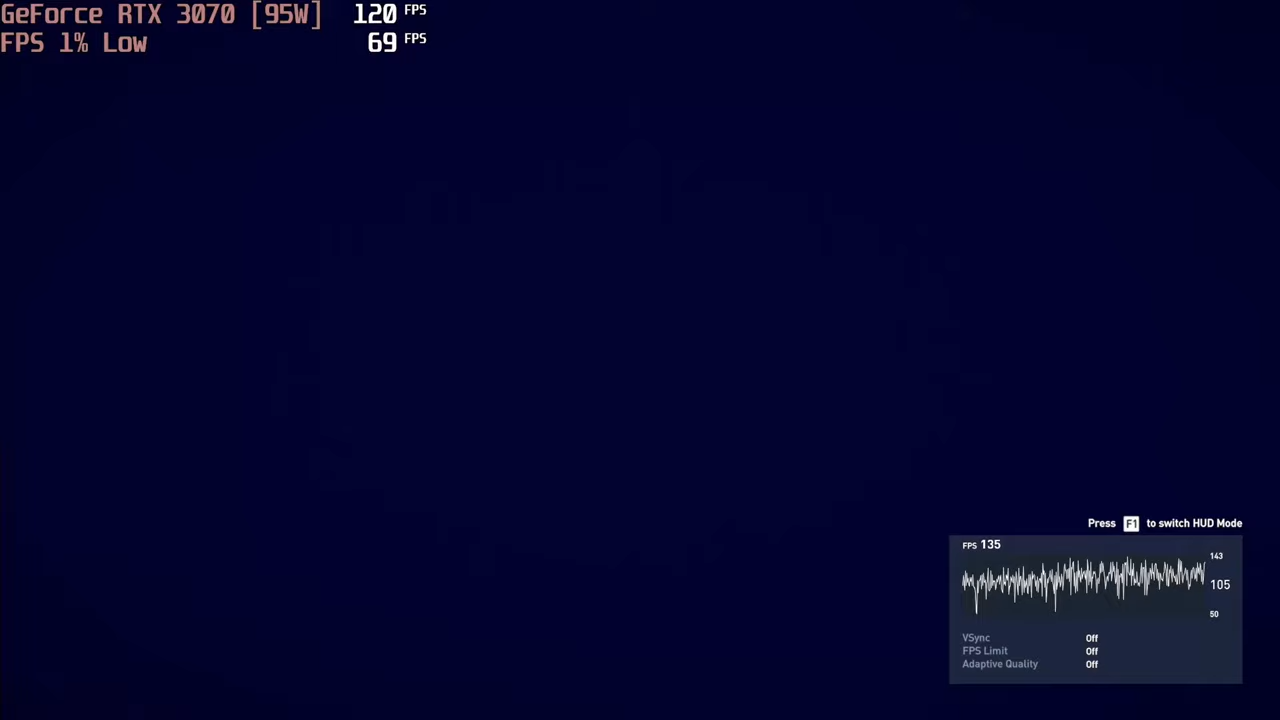 GeForce RTX 3070 [95W] 120 FPS
FPS 1% Low 69 FPS
Press F1 to switch HUD Mode
FPS 135
143
105
50
VSync Off
FPS Limit Off
Adaptive Quality Off